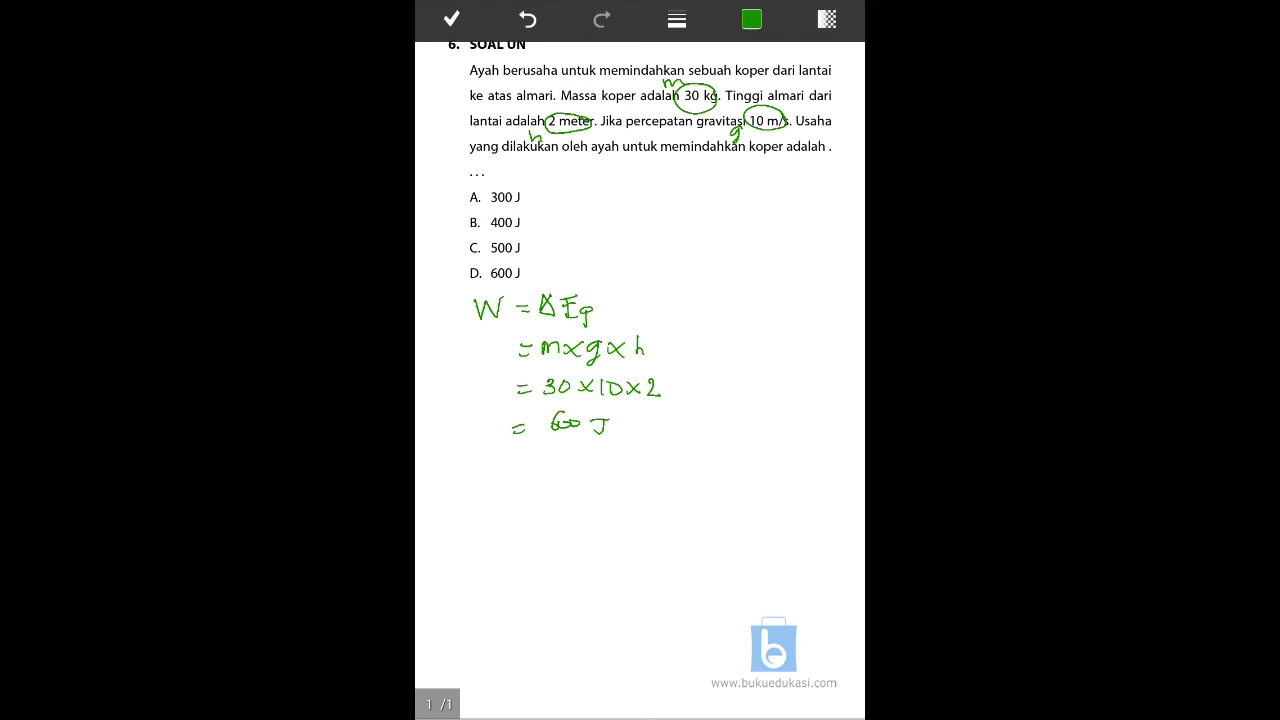 6. SOAL UN
Ayah berusaha untuk memindahkan sebuah koper dari lantai
m
ke atas almari. Massa koper adalah 30 kg. Tinggi almari dari
lantai adalah 2 meter. Jika percepatan gravitasi 10 m/s. Usaha
h g
yang dilakukan oleh ayah untuk memindahkan koper adalah .
. . .
A. 300 J
B. 400 J
C. 500 J
D. 600 J
W = ΔEp
= m x g x h
= 30 x 10 x 2
= 600 J
b
www.bukuedukasi.com
1 /1